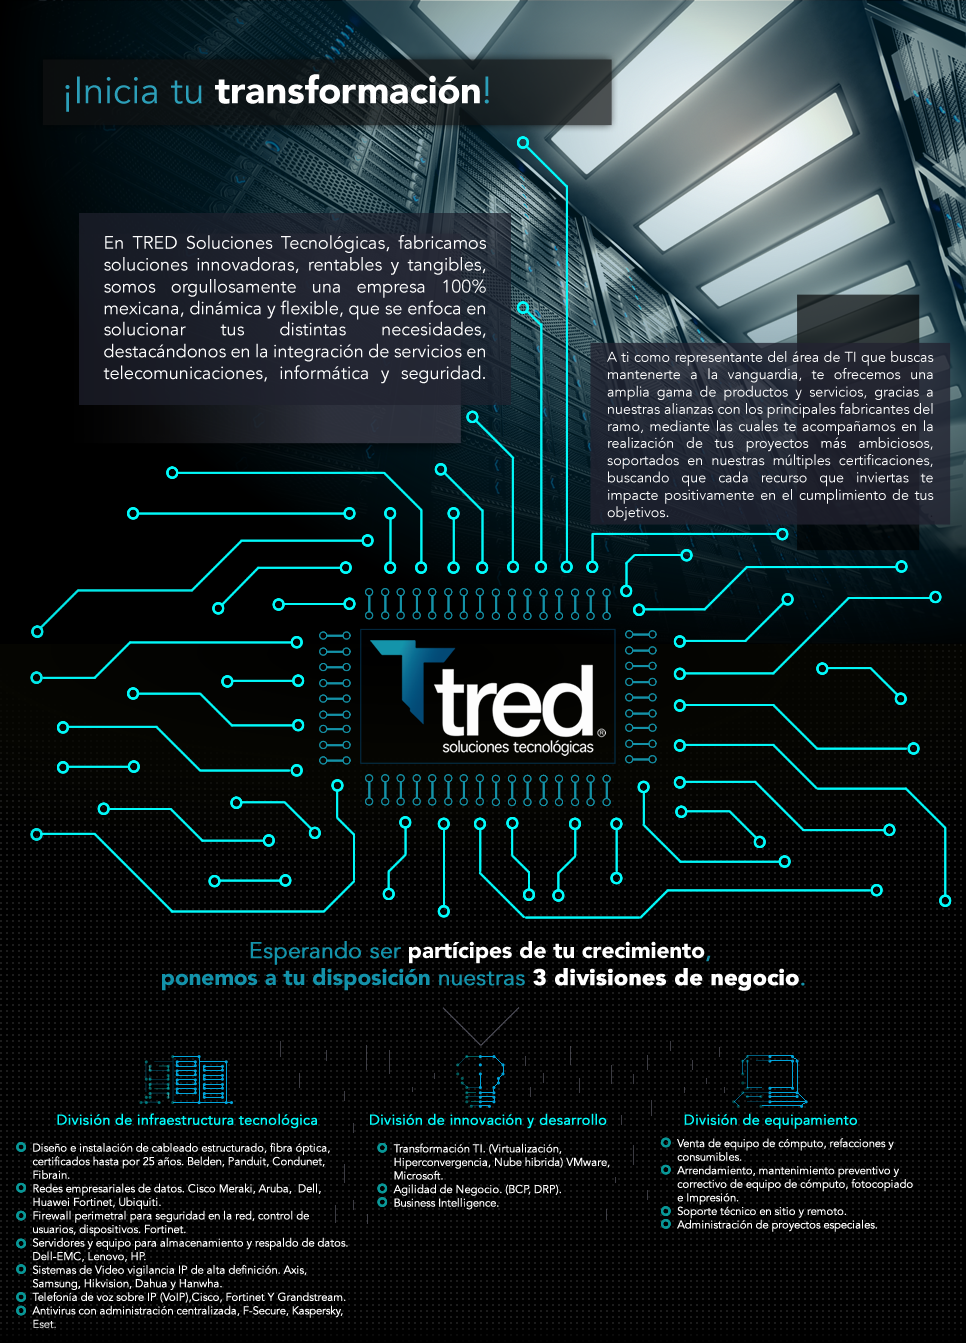 ¡Inicia tu transformación!
En TRED Soluciones Tecnológicas, fabricamos
soluciones innovadoras, rentables y tangibles,
somos orgullosamente una empresa 100%
mexicana, dinámica y flexible, que se enfoca en
solucionar tus distintas necesidades,
destacándonos en la integración de servicios en
telecomunicaciones, informática y seguridad.
A ti como representante del área de TI que buscas
mantenerte a la vanguardia, te ofrecemos una
amplia gama de productos y servicios, gracias a
nuestras alianzas con los principales fabricantes del
ramo, mediante las cuales te acompañamos en la
realización de tus proyectos más ambiciosos,
soportados en nuestras múltiples certificaciones,
buscando que cada recurso que inviertas te
impacte positivamente en el cumplimiento de tus
objetivos.
tred®
soluciones tecnológicas
Esperando ser partícipes de tu crecimiento,
ponemos a tu disposición nuestras 3 divisiones de negocio.
División de infraestructura tecnológica
Diseño e instalación de cableado estructurado, fibra óptica,
certificados hasta por 25 años. Belden, Panduit, Condunet,
Fibrain.
Redes empresariales de datos. Cisco Meraki, Aruba, Dell,
Huawei Fortinet, Ubiquiti.
Firewall perimetral para seguridad en la red, control de
usuarios, dispositivos. Fortinet.
Servidores y equipo para almacenamiento y respaldo de datos.
Dell-EMC, Lenovo, HP.
Sistemas de Video vigilancia IP de alta definición. Axis,
Samsung, Hikvision, Dahua y Hanwha.
Telefonía de voz sobre IP (VoIP),Cisco, Fortinet Y Grandstream.
Antivirus con administración centralizada, F-Secure, Kaspersky,
Eset.
División de innovación y desarrollo
Transformación TI. (Virtualización,
Hiperconvergencia, Nube híbrida) VMware,
Microsoft.
Agilidad de Negocio. (BCP, DRP).
Business Intelligence.
División de equipamiento
Venta de equipo de cómputo, refacciones y
consumibles.
Arrendamiento, mantenimiento preventivo y
correctivo de equipo de cómputo, fotocopiado
e Impresión.
Soporte técnico en sitio y remoto.
Administración de proyectos especiales.